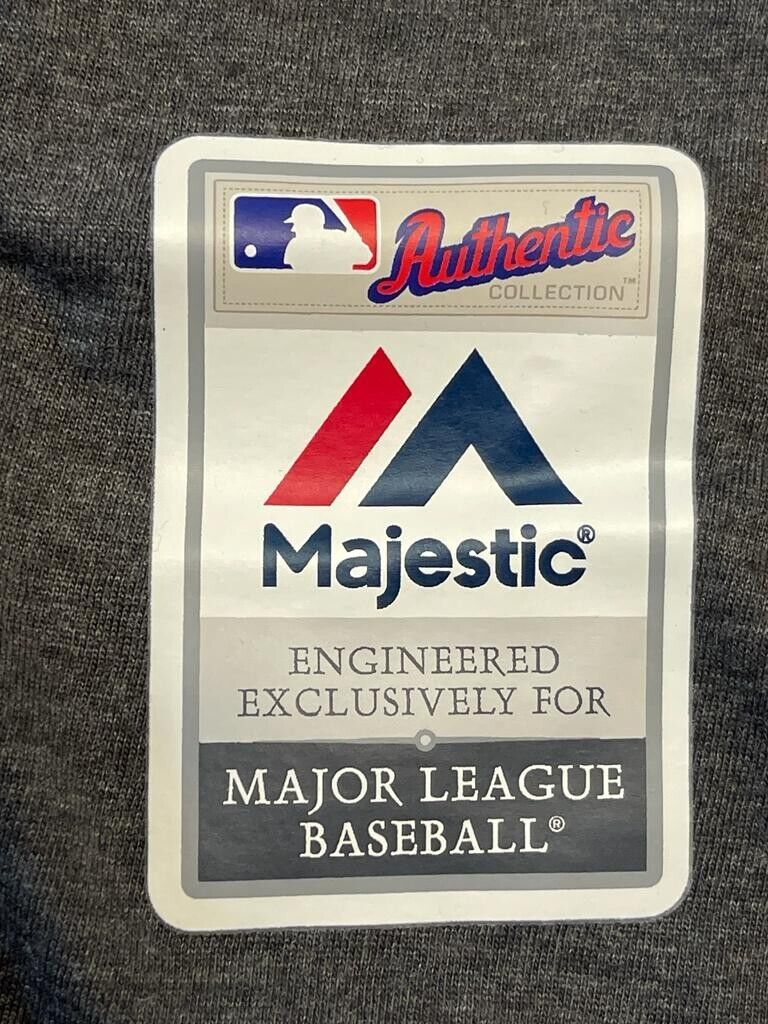 Authentic
COLLECTION™
Majestic®
ENGINEERED
EXCLUSIVELY FOR
MAJOR LEAGUE
BASEBALL®